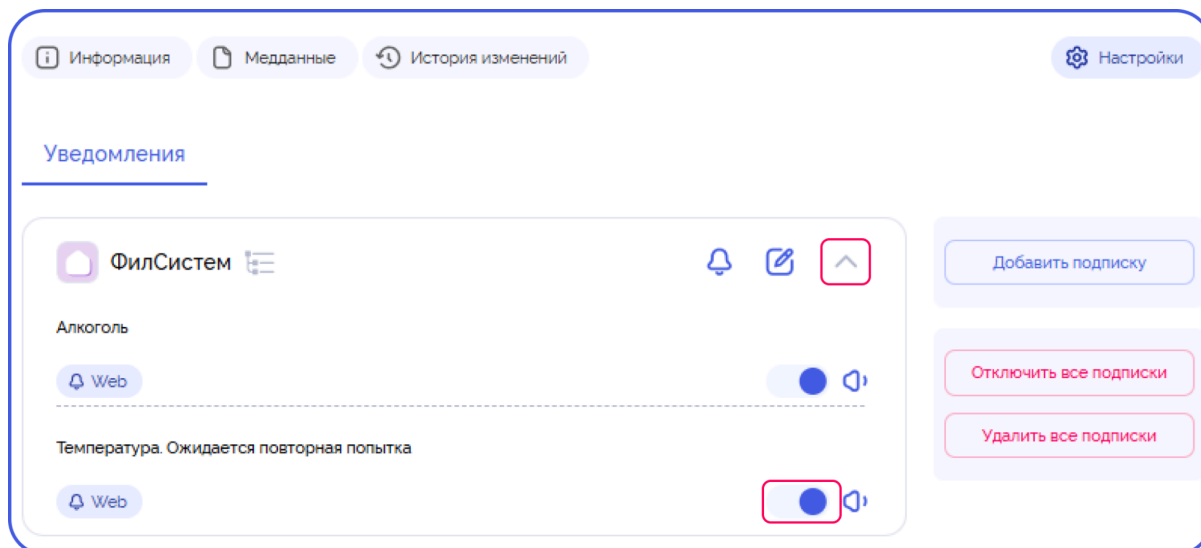 Информация
Медданные
История изменений
Настройки
Уведомления
ФилСистем
Добавить подписку
Алкоголь
Web
Отключить все подписки
Температура. Ожидается повторная попытка
Удалить все подписки
Web